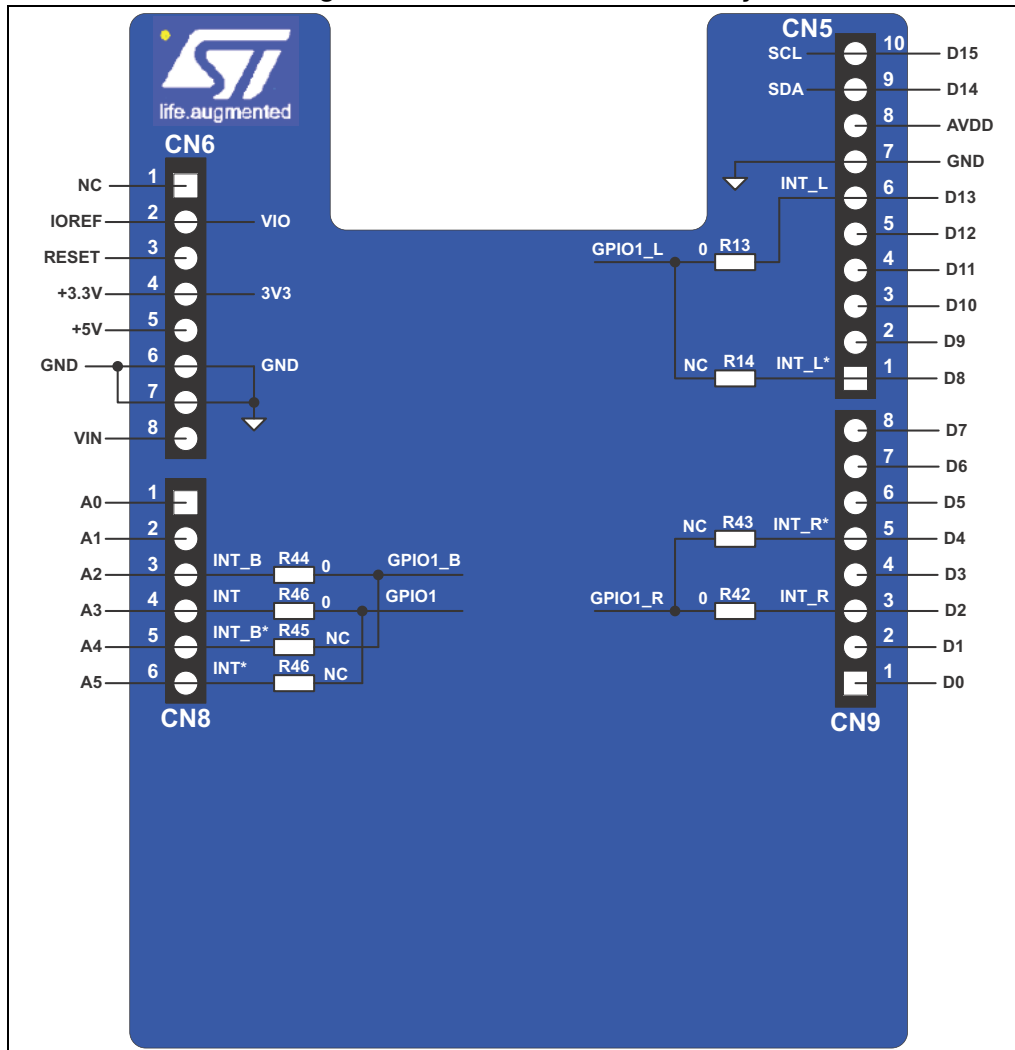 life.augmented
CN6
NC 1
IOREF 2 VIO
RESET 3
+3.3V 4 3V3
+5V 5
GND 6 GND
7
VIN 8
A0 1
A1 2
A2 3 INT_B R44 0 GPIO1_B
A3 4 INT R46 0 GPIO1
A4 5 INT_B* R45 NC
A5 6 INT* R46 NC
CN8
CN5
SCL 10 D15
SDA 9 D14
8 AVDD
7 GND
INT_L 6 D13
5 D12
GPIO1_L 0 R13
4 D11
3 D10
2 D9
NC R14 INT_L* 1 D8
8 D7
7 D6
6 D5
NC R43 INT_R* 5 D4
4 D3
GPIO1_R 0 R42 INT_R 3 D2
2 D1
1 D0
CN9